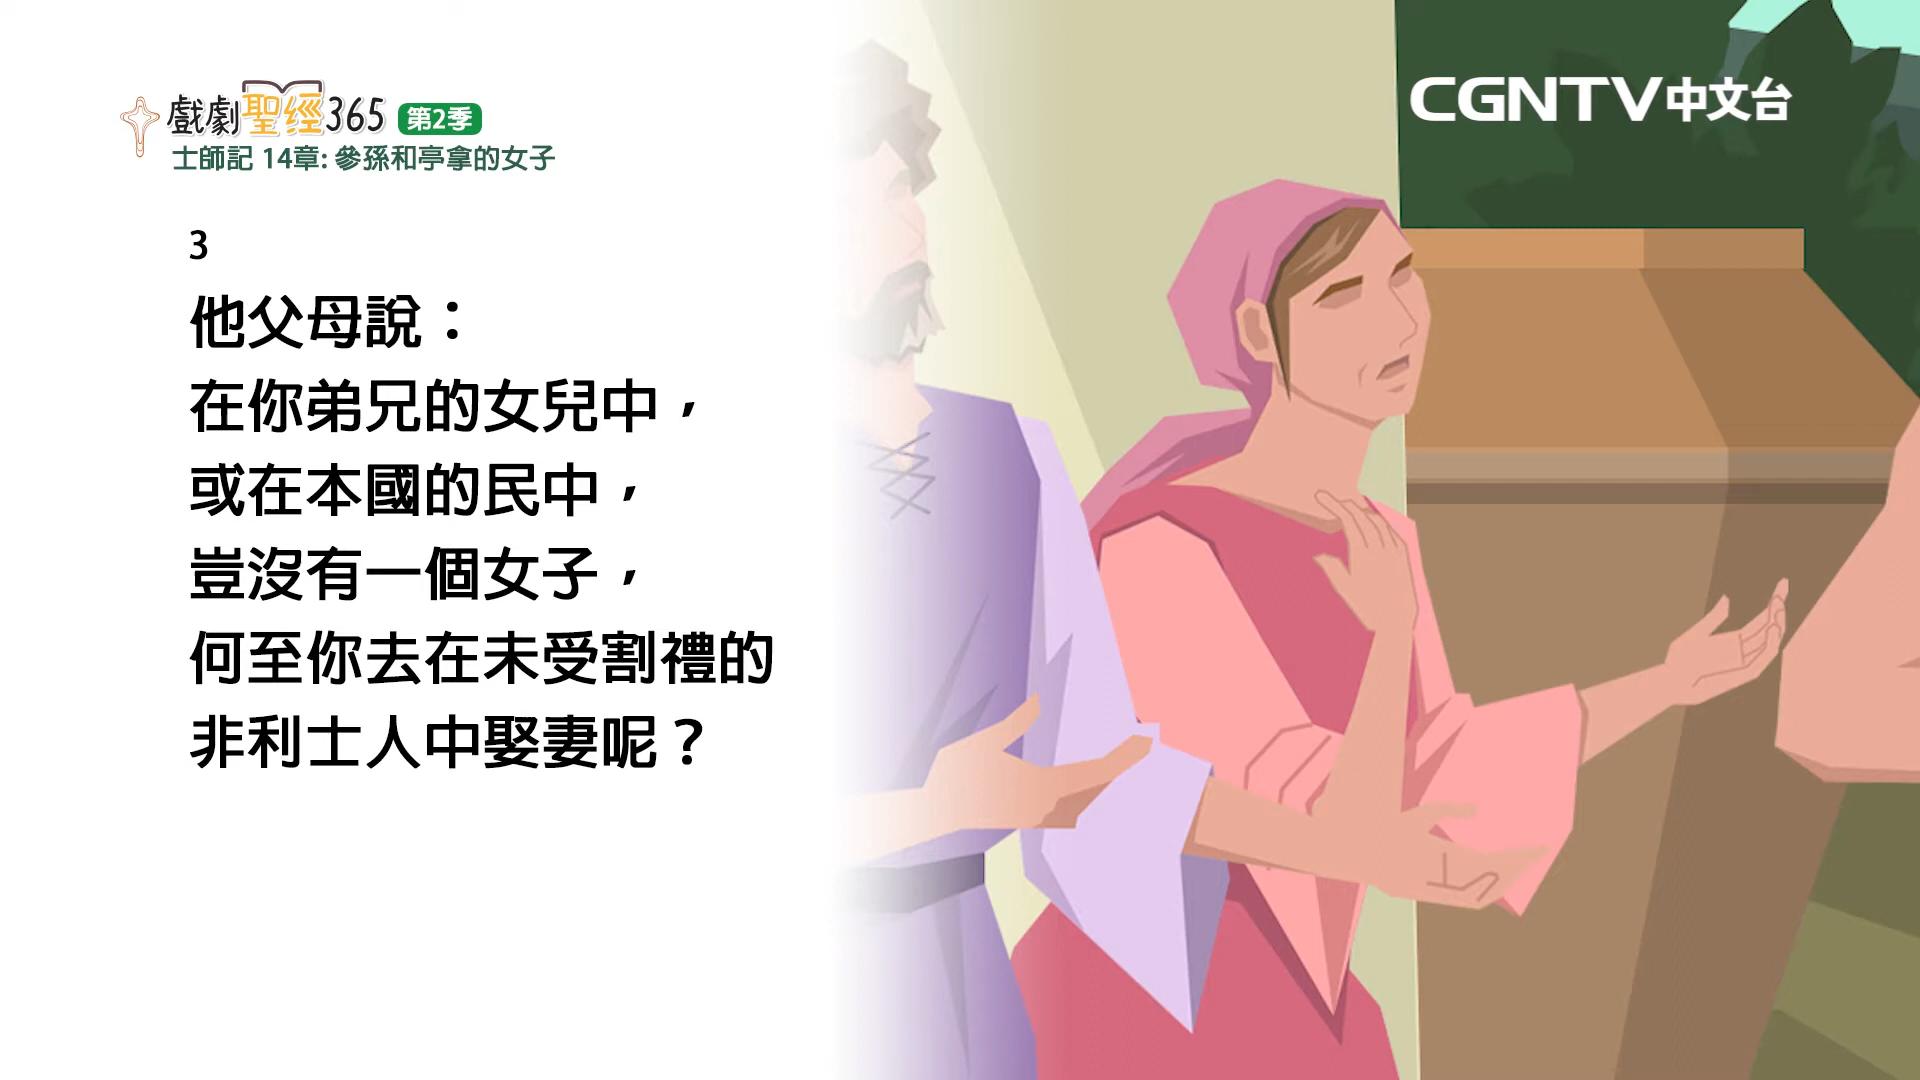 戲劇聖經365 第2季
士師記 14章: 參孫和亭拿的女子
CGNTV中文台
3
他父母說：
在你弟兄的女兒中，
或在本國的民中，
豈沒有一個女子，
何至你去在未受割禮的
非利士人中娶妻呢？